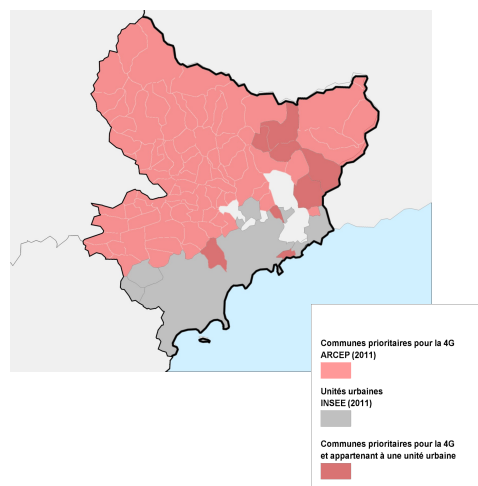 Communes prioritaires pour la 4G
ARCEP (2011)
Unités urbaines
INSEE (2011)
Communes prioritaires pour la 4G
et appartenant à une unité urbaine